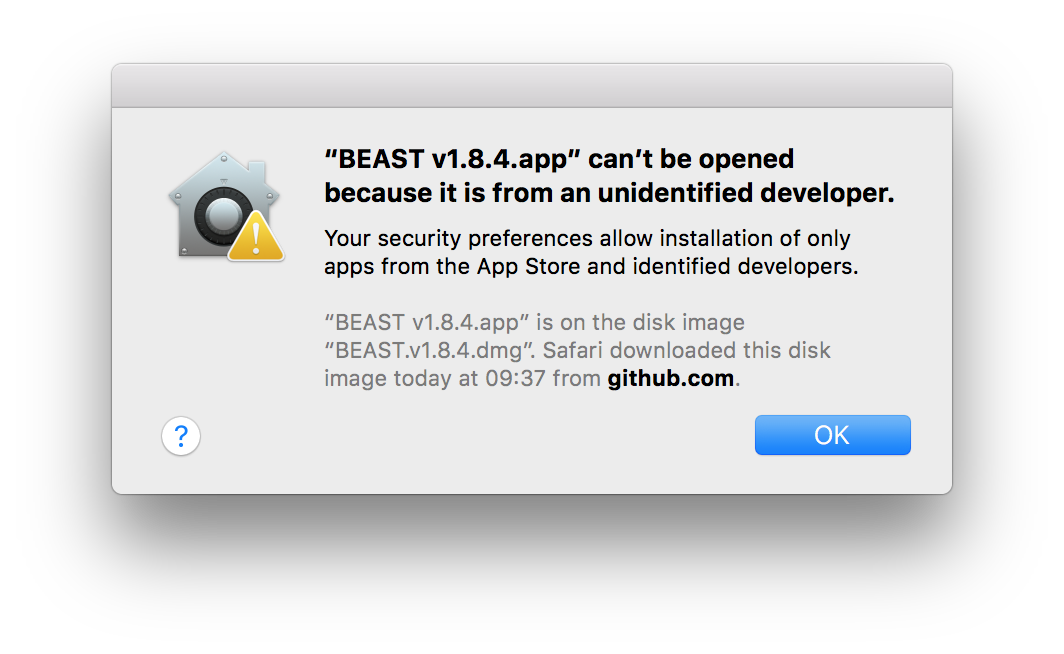 “BEAST v1.8.4.app” can’t be opened
because it is from an unidentified developer.
Your security preferences allow installation of only
apps from the App Store and identified developers.
“BEAST v1.8.4.app” is on the disk image
“BEAST.v1.8.4.dmg”. Safari downloaded this disk
image today at 09:37 from github.com.
?
OK